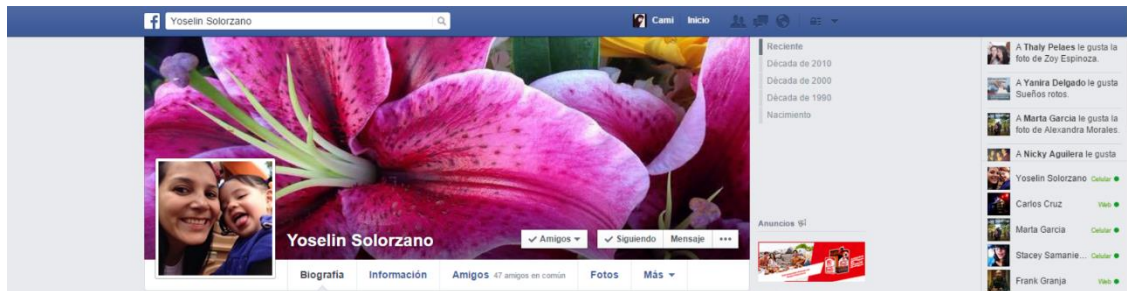 Yoselin Solorzano
Cami Inicio
Reciente
Década de 2010
Década de 2000
Década de 1990
Nacimiento
Anuncios
Yoselin Solorzano
Amigos
Siguiendo Mensaje
Biografía Información Amigos 47 amigos en común Fotos Más
A Thaly Pelaes le gusta la
foto de Zoy Espinoza.
A Yanira Delgado le gusta
Sueños rotos.
A Marta Garcia le gusta la
foto de Alexandra Morales.
A Nicky Aguilera le gusta
Yoselin Solorzano Celular
Carlos Cruz Web
Marta Garcia Celular
Stacey Samanie... Celular
Frank Granja Web